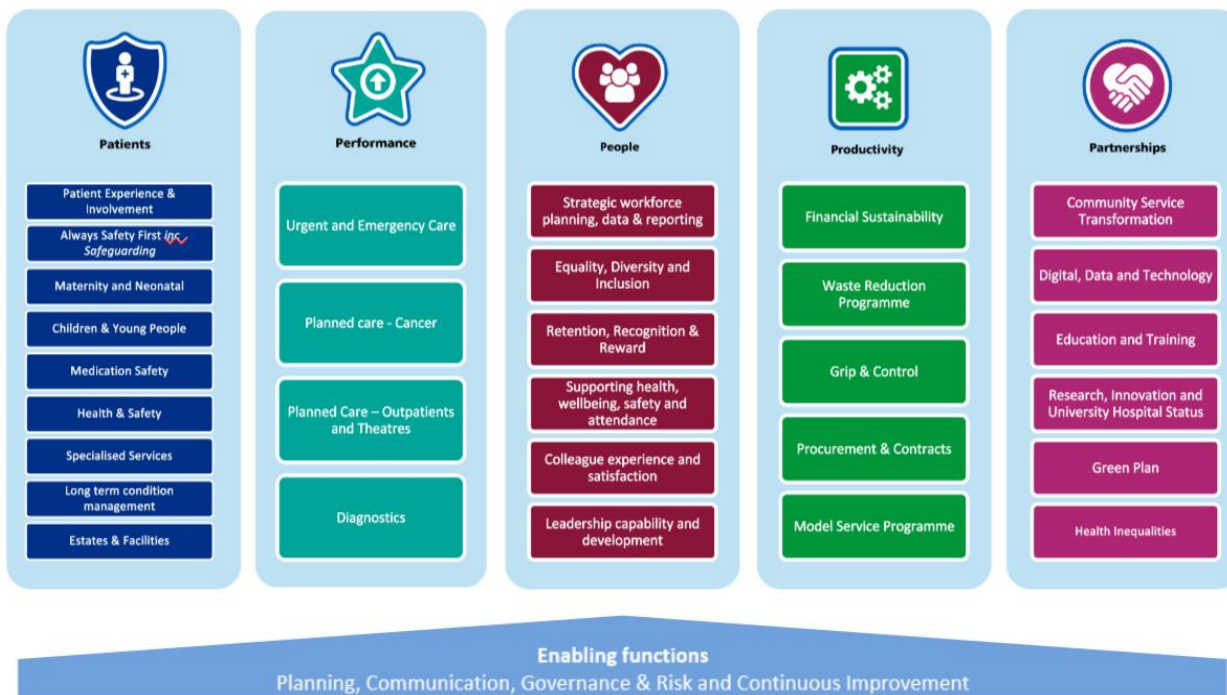 Patients
Patient Experience &
Involvement
Always Safety First inc
Safeguarding
Maternity and Neonatal
Children & Young People
Medication Safety
Health & Safety
Specialised Services
Long term condition
management
Estates & Facilities
Performance
Urgent and Emergency Care
Planned care - Cancer
Planned Care – Outpatients
and Theatres
Diagnostics
People
Strategic workforce
planning, data & reporting
Equality, Diversity and
Inclusion
Retention, Recognition &
Reward
Supporting health,
wellbeing, safety and
attendance
Colleague experience and
satisfaction
Leadership capability and
development
Productivity
Financial Sustainability
Waste Reduction
Programme
Grip & Control
Procurement & Contracts
Model Service Programme
Partnerships
Community Service
Transformation
Digital, Data and Technology
Education and Training
Research, Innovation and
University Hospital Status
Green Plan
Health Inequalities
Enabling functions
Planning, Communication, Governance & Risk and Continuous Improvement